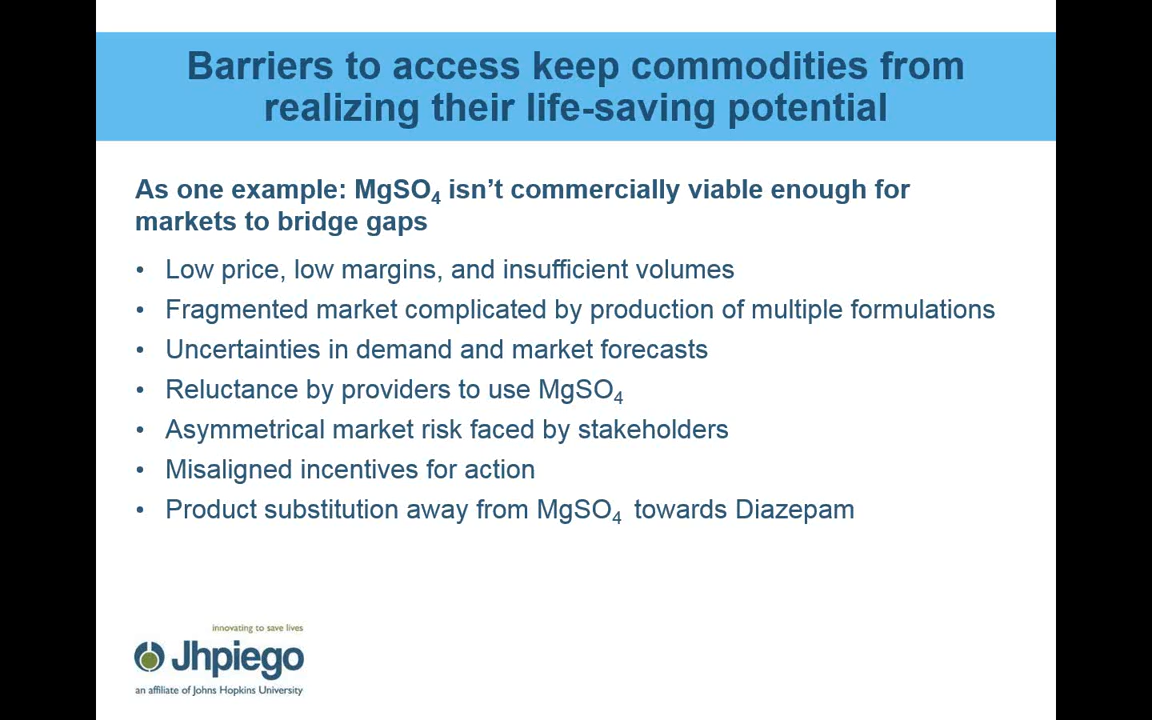 Barriers to access keep commodities from
realizing their life-saving potential
As one example: MgSO₄ isn’t commercially viable enough for
markets to bridge gaps
• Low price, low margins, and insufficient volumes
• Fragmented market complicated by production of multiple formulations
• Uncertainties in demand and market forecasts
• Reluctance by providers to use MgSO₄
• Asymmetrical market risk faced by stakeholders
• Misaligned incentives for action
• Product substitution away from MgSO₄ towards Diazepam
innovating to save lives
Jhpiego
an affiliate of Johns Hopkins University